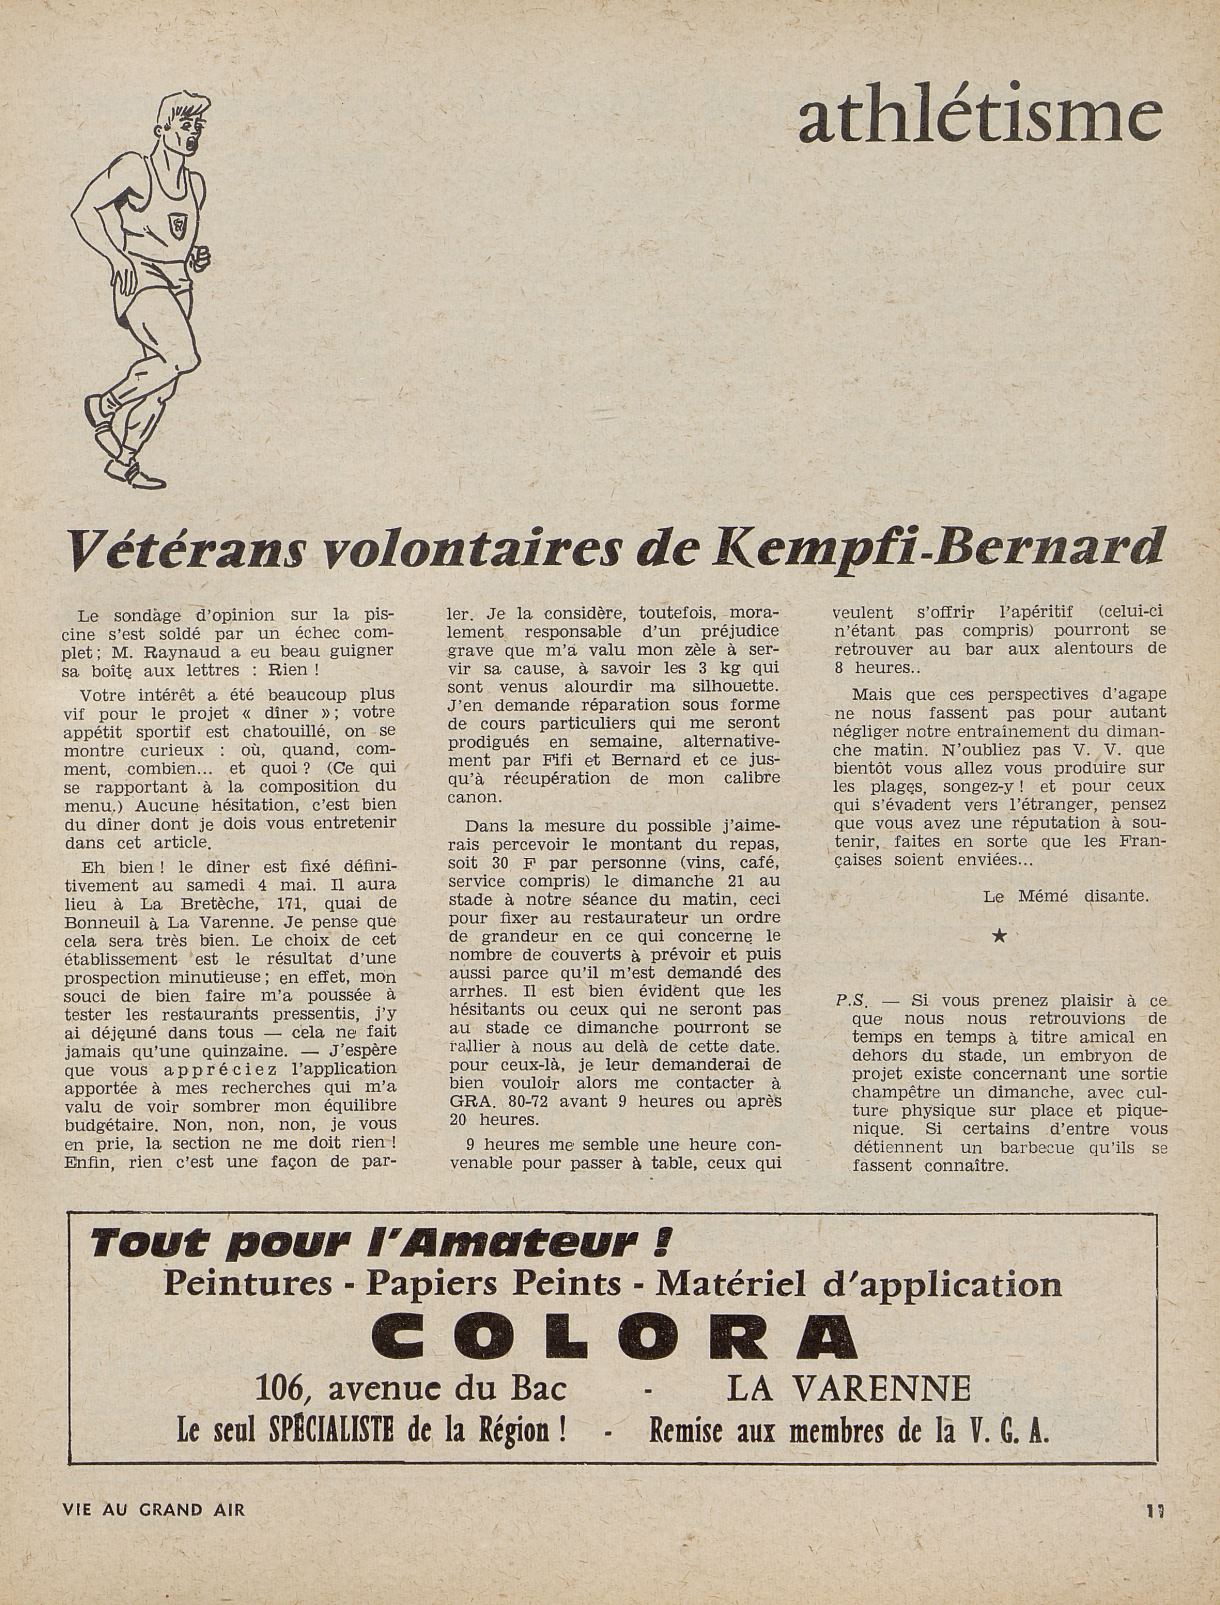 athlétisme
Vétérans volontaires de Kempfi-Bernard
Le sondage d'opinion sur la pis-
cine s'est soldé par un échec com-
plet; M. Raynaud a eu beau guigner
sa boîte aux lettres : Rien !
Votre intérêt a été beaucoup plus
vif pour le projet « dîner »; votre
appétit sportif est chatouillé, on se
montre curieux : où, quand, com-
ment, combien... et quoi ? (Ce qui
se rapportant à la composition du
menu.) Aucune hésitation, c'est bien
du dîner dont je dois vous entretenir
dans cet article.
Eh bien ! le dîner est fixé défini-
tivement au samedi 4 mai. Il aura
lieu à La Bretèche, 171, quai de
Bonneuil à La Varenne. Je pense que
cela sera très bien. Le choix de cet
établissement est le résultat d'une
prospection minutieuse; en effet, mon
souci de bien faire m'a poussée à
tester les restaurants pressentis, j'y
ai déjeuné dans tous — cela ne fait
jamais qu'une quinzaine. — J'espère
que vous appréciez l'application
apportée à mes recherches qui m'a
valu de voir sombrer mon équilibre
budgétaire. Non, non, non, je vous
en prie, la section ne me doit rien !
Enfin, rien c'est une façon de par-
ler. Je la considère, toutefois, mora-
lement responsable d'un préjudice
grave que m'a valu mon zèle à ser-
vir sa cause, à savoir les 3 kg qui
sont venus alourdir ma silhouette.
J'en demande réparation sous forme
de cours particuliers qui me seront
prodigués en semaine, alternative-
ment par Fifi et Bernard et ce jus-
qu'à récupération de mon calibre
canon.
Dans la mesure du possible j'aime-
rais percevoir le montant du repas,
soit 30 F par personne (vins, café,
service compris) le dimanche 21 au
stade à notre séance du matin, ceci
pour fixer au restaurateur un ordre
de grandeur en ce qui concerne le
nombre de couverts à prévoir et puis
aussi parce qu'il m'est demandé des
arrhes. Il est bien évident que les
hésitants ou ceux qui ne seront pas
au stade ce dimanche pourront se
rallier à nous au delà de cette date.
pour ceux-là, je leur demanderai de
bien vouloir alors me contacter à
GRA. 80-72 avant 9 heures ou après
20 heures.
9 heures me semble une heure con-
venable pour passer à table, ceux qui
veulent s'offrir l'apéritif (celui-ci
n'étant pas compris) pourront se
retrouver au bar aux alentours de
8 heures..
Mais que ces perspectives d'agape
ne nous fassent pas pour autant
négliger notre entraînement du diman-
che matin. N'oubliez pas V. V. que
bientôt vous allez vous produire sur
les plages, songez-y ! et pour ceux
qui s'évadent vers l'étranger, pensez
que vous avez une réputation à sou-
tenir, faites en sorte que les Fran-
çaises soient enviées...
Le Mémé disante.
★
P.S. — Si vous prenez plaisir à ce
que nous nous retrouvions de
temps en temps à titre amical en
dehors du stade, un embryon de
projet existe concernant une sortie
champêtre un dimanche, avec cul-
ture physique sur place et pique-
nique. Si certains d'entre vous
détiennent un barbecue qu'ils se
fassent connaître.
Tout pour l'Amateur !
Peintures - Papiers Peints - Matériel d'application
COLORA
106, avenue du Bac - LA VARENNE
Le seul SPÉCIALISTE de la Région ! - Remise aux membres de la V. G. A.
VIE AU GRAND AIR